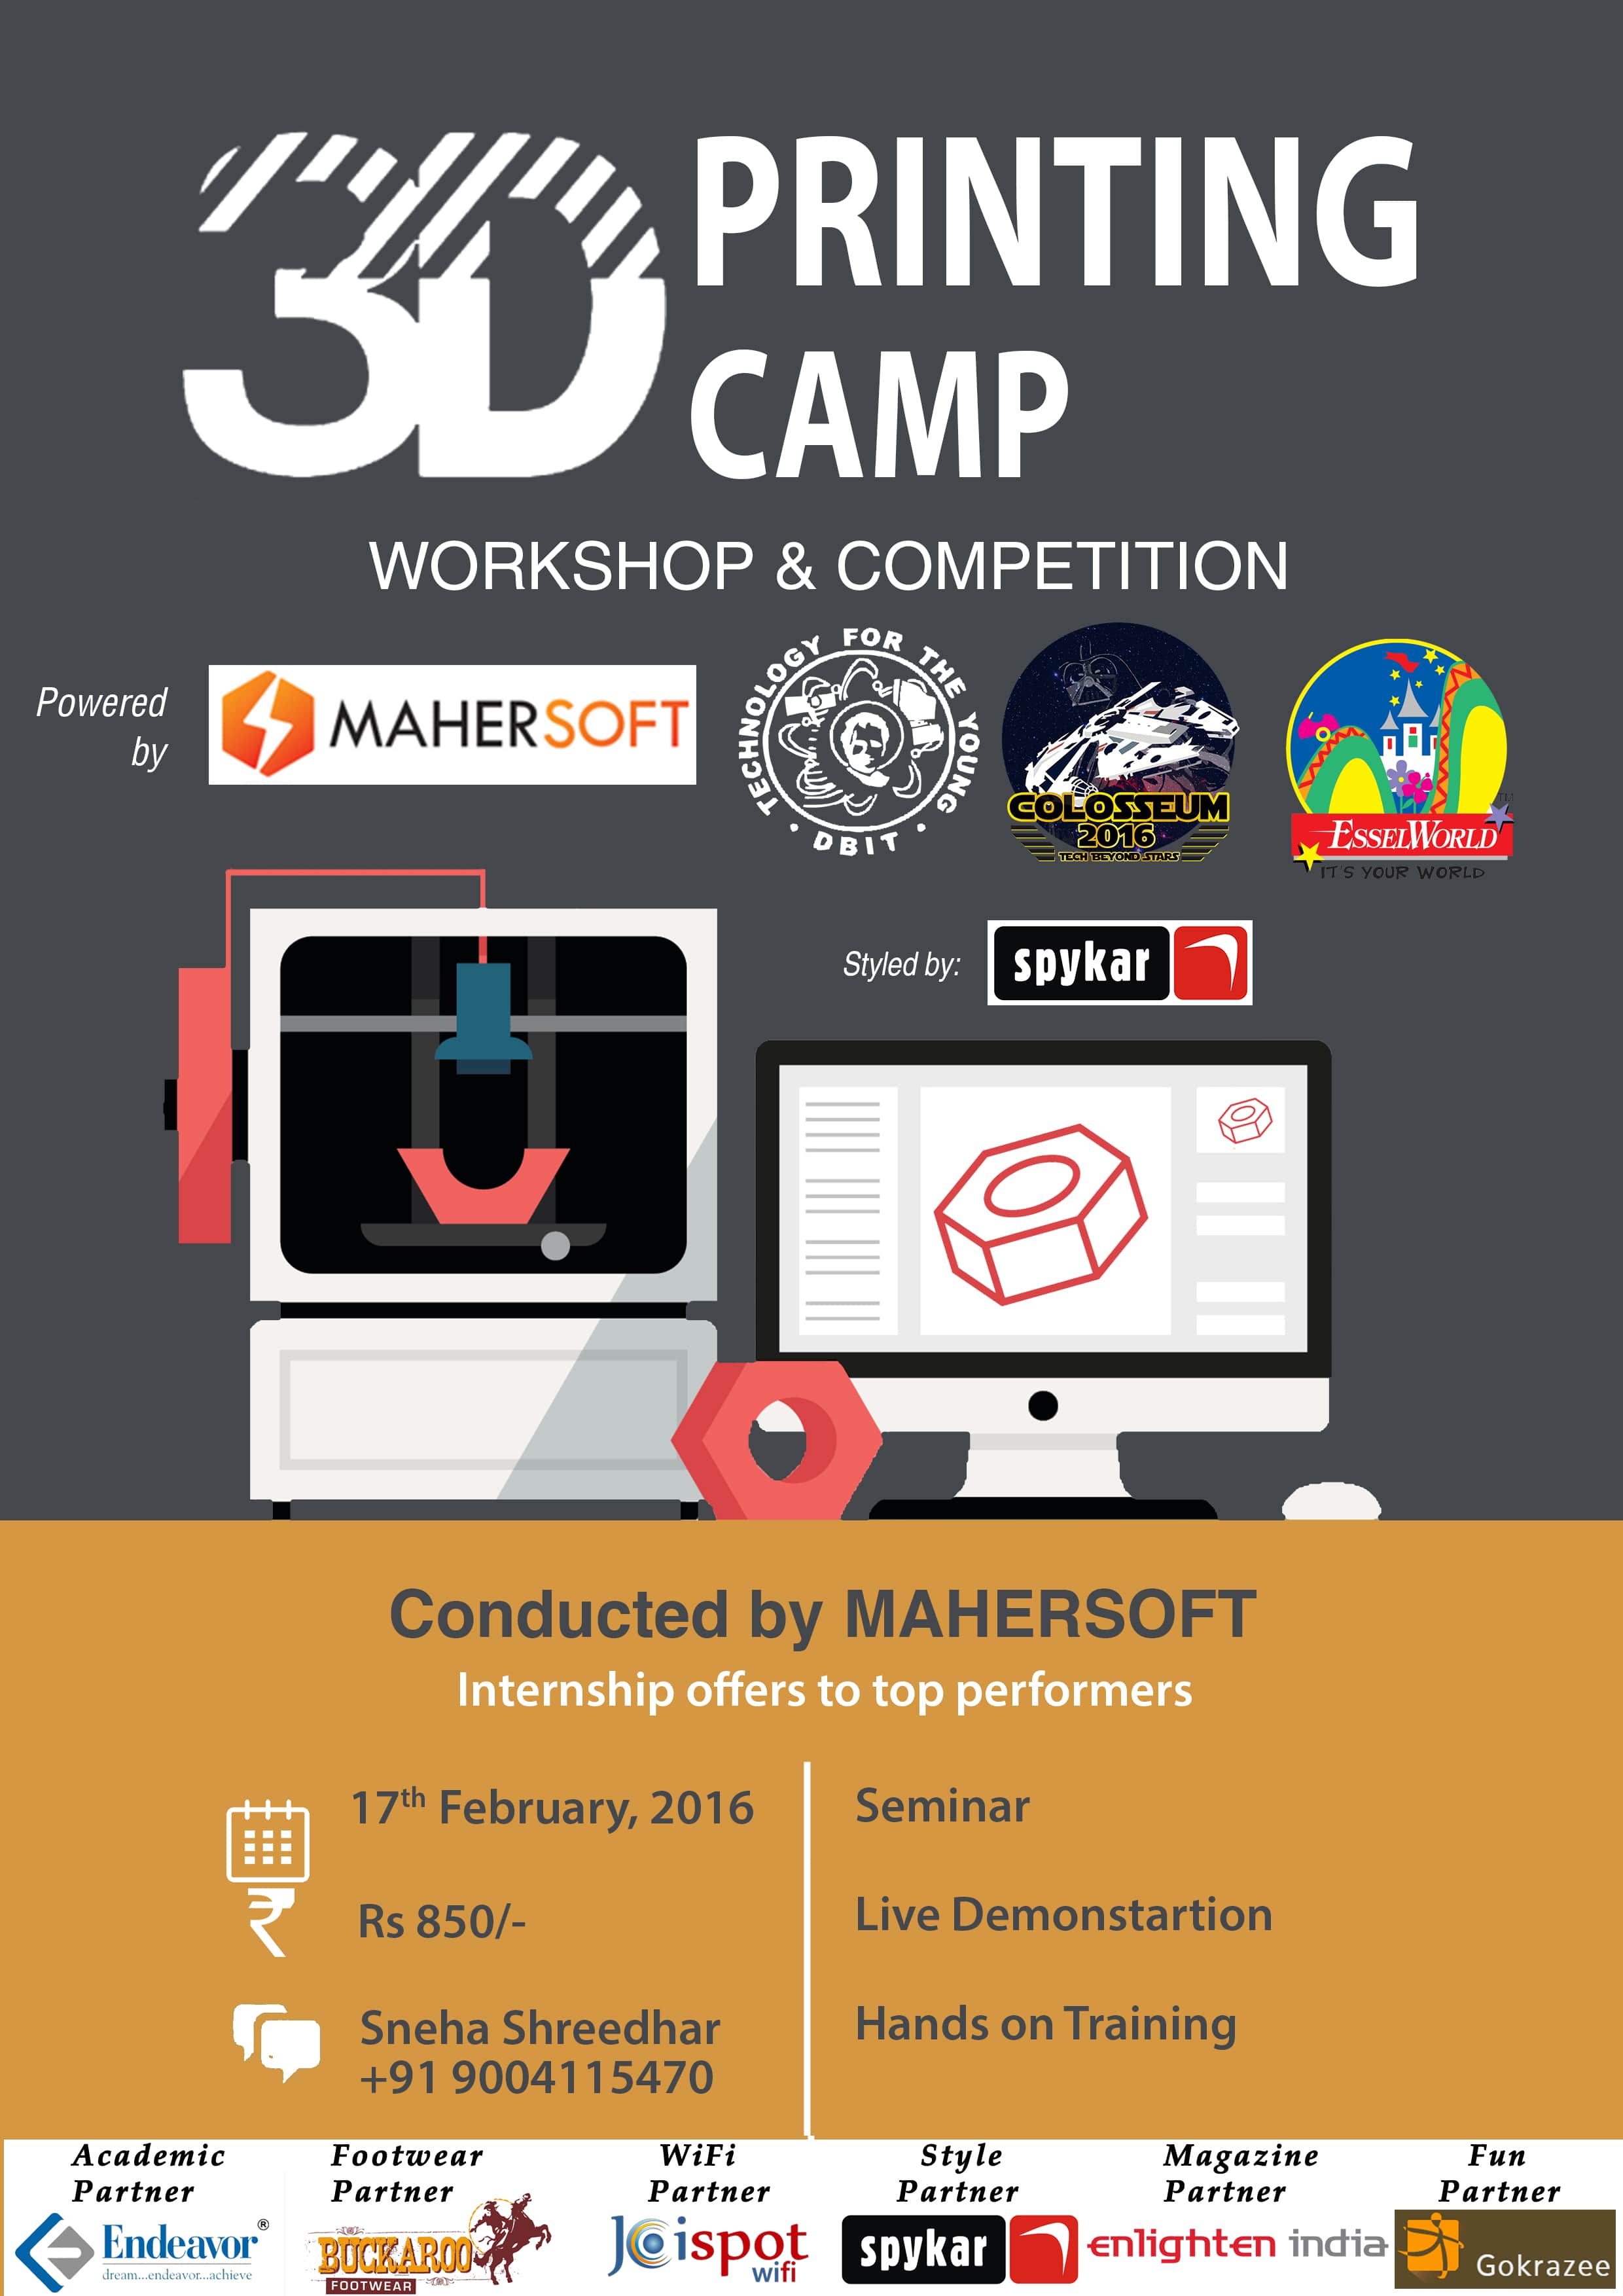 3D PRINTING
CAMP
WORKSHOP & COMPETITION
Powered
by
MAHERSOFT
TECHNOLOGY FOR THE YOUNG
• DBIT •
COLOSSEUM
2016
TECH BEYOND STARS
ESSELWORLD
TM
IT'S YOUR WORLD
Styled by:
spykar
Conducted by MAHERSOFT
Internship offers to top performers
17th February, 2016
₹
Rs 850/-
Sneha Shreedhar
+91 9004115470
Seminar
Live Demonstartion
Hands on Training
Academic
Partner
Endeavor®
dream...endeavor...achieve
Footwear
Partner
BUCKAROO
FOOTWEAR
WiFi
Partner
JOispot
wifi
Style
Partner
spykar
Magazine
Partner
enlighten india
Fun
Partner
Gokrazee